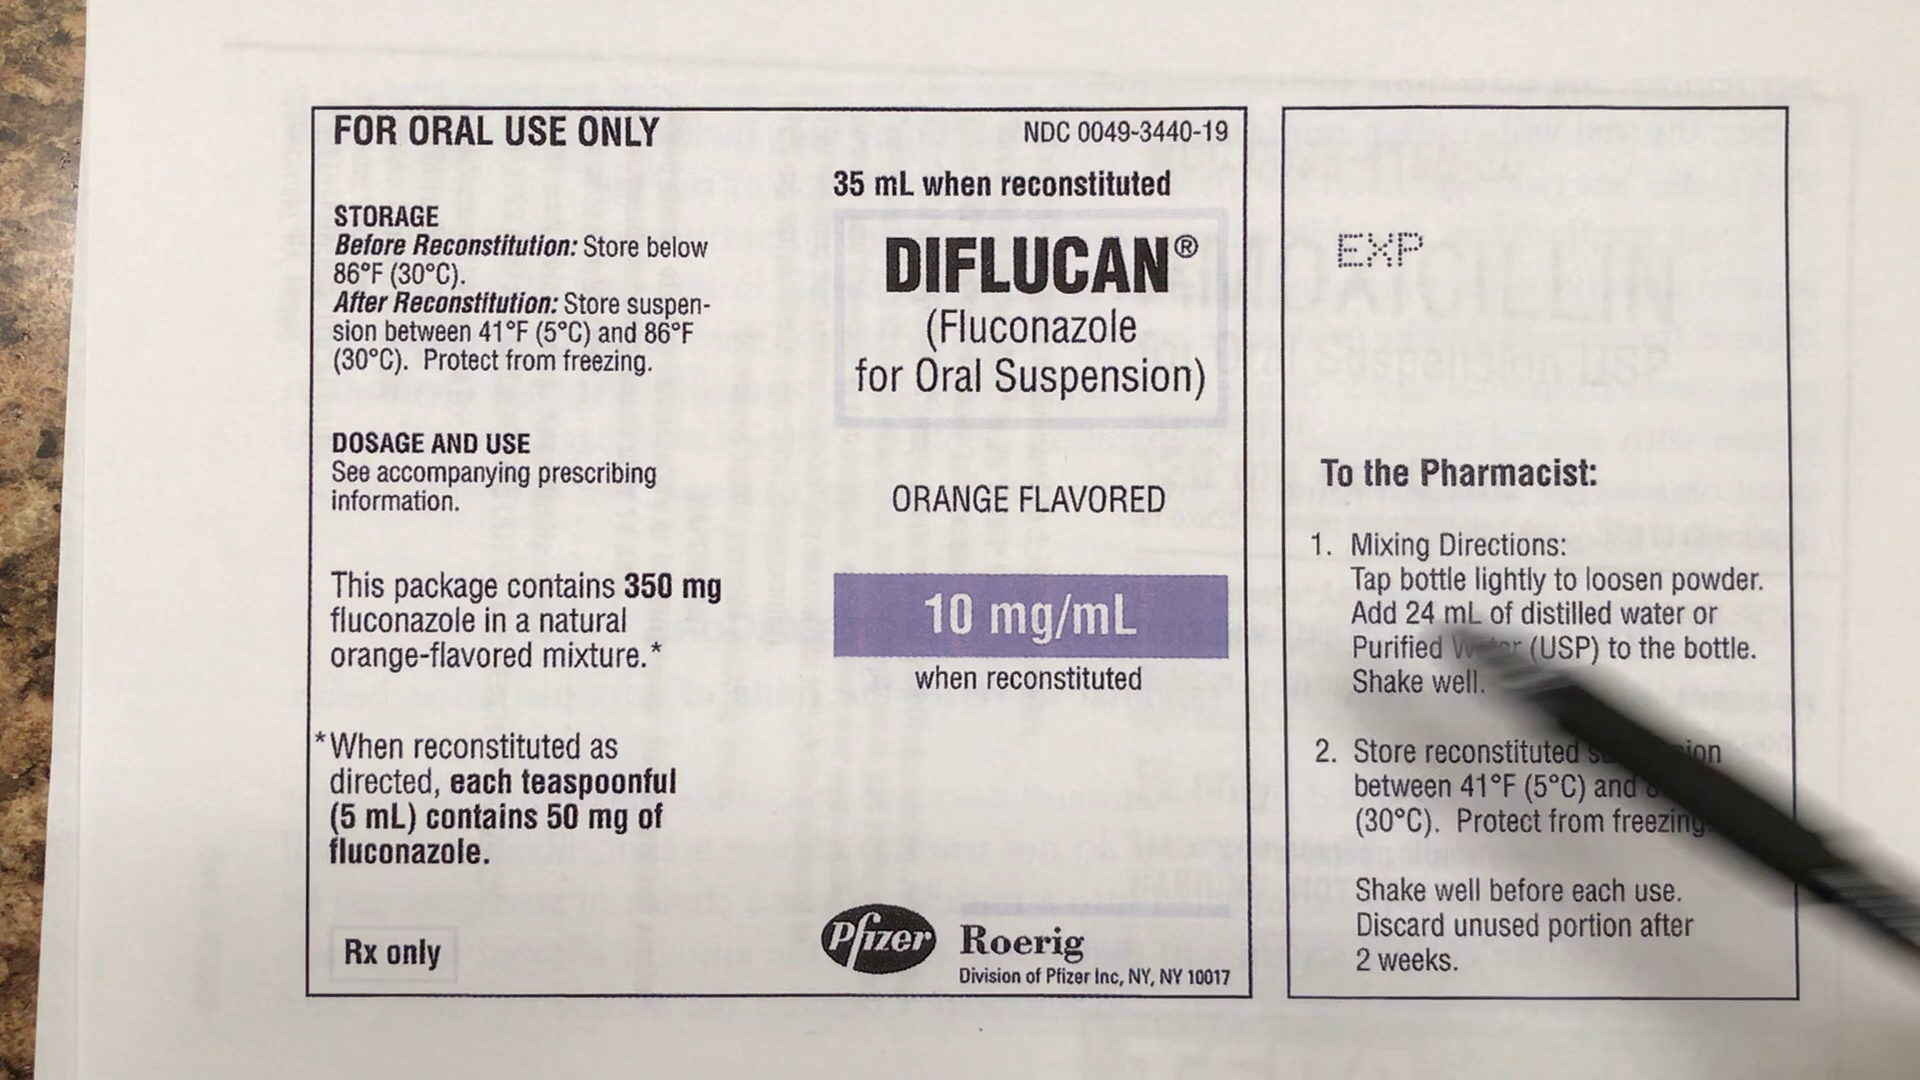 FOR ORAL USE ONLY
STORAGE
Before Reconstitution: Store below
86°F (30°C).
After Reconstitution: Store suspen-
sion between 41°F (5°C) and 86°F
(30°C). Protect from freezing.
DOSAGE AND USE
See accompanying prescribing
information.
This package contains 350 mg
fluconazole in a natural
orange-flavored mixture.*
*When reconstituted as
directed, each teaspoonful
(5 mL) contains 50 mg of
fluconazole.
Rx only
NDC 0049-3440-19
35 mL when reconstituted
DIFLUCAN®
(Fluconazole
for Oral Suspension)
ORANGE FLAVORED
10 mg/mL
when reconstituted
Pfizer
Roerig
Division of Pfizer Inc, NY, NY 10017
EXP
To the Pharmacist:
1. Mixing Directions:
Tap bottle lightly to loosen powder.
Add 24 mL of distilled water or
Purified Water (USP) to the bottle.
Shake well.
2. Store reconstituted
between 41°F (5°C) and
(30°C). Protect from freezing
Shake well before each use.
Discard unused portion after
2 weeks.